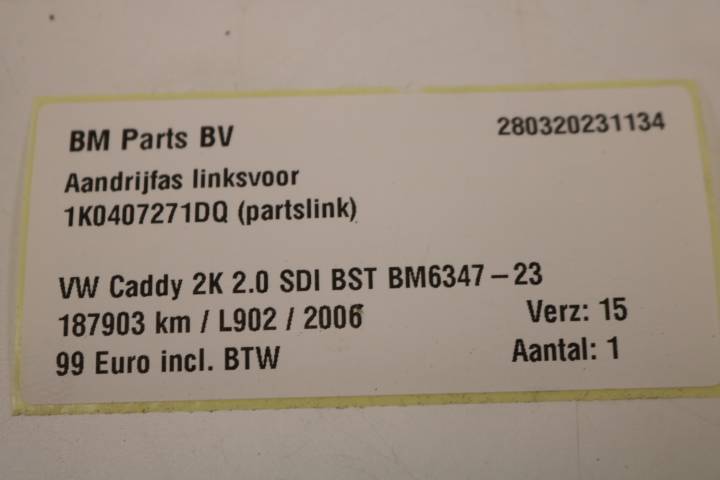 BM Parts BV 280320231134
Aandrijfas linksvoor
1K0407271DQ (partslink)
VW Caddy 2K 2.0 SDI BST BM6347-23
187903 km / L902 / 2006 Verz: 15
99 Euro incl. BTW Aantal: 1